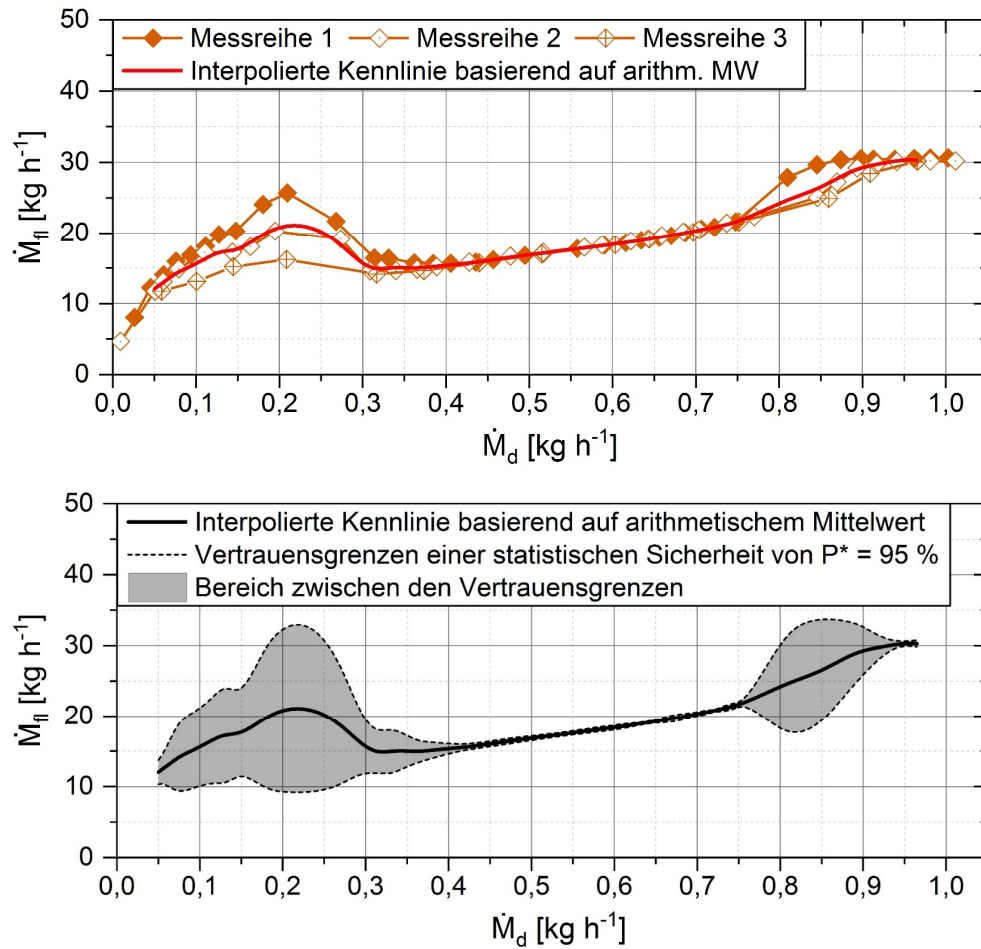 50
Messreihe 1 Messreihe 2 Messreihe 3
Interpolierte Kennlinie basierend auf arithm. MW
40
30
20
10
0
Ṁfl [kg h-1]
0,0 0,1 0,2 0,3 0,4 0,5 0,6 0,7 0,8 0,9 1,0
Ṁd [kg h-1]
50
Interpolierte Kennlinie basierend auf arithmetischem Mittelwert
Vertrauensgrenzen einer statistischen Sicherheit von P* = 95 %
Bereich zwischen den Vertrauensgrenzen
40
30
20
10
0
Ṁfl [kg h-1]
0,0 0,1 0,2 0,3 0,4 0,5 0,6 0,7 0,8 0,9 1,0
Ṁd [kg h-1]